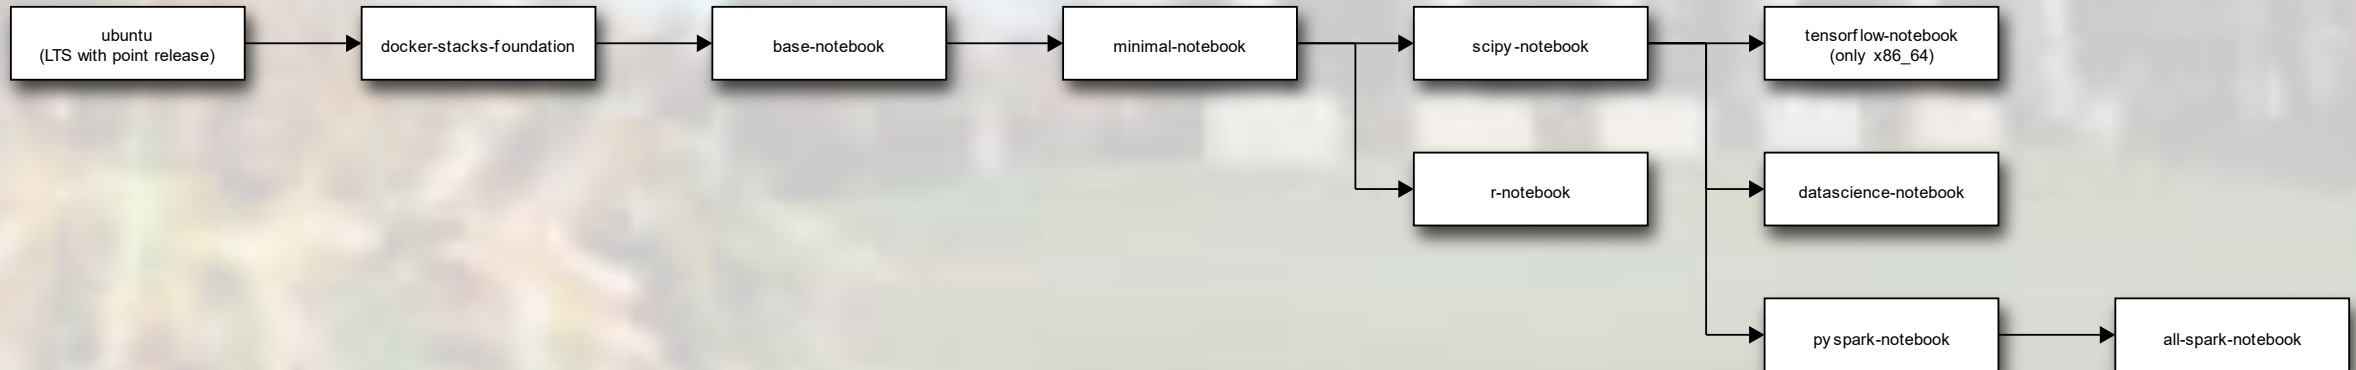 ubuntu
(LTS with point release)
docker-stacks-foundation
base-notebook
minimal-notebook
scipy-notebook
tensorflow-notebook
(only x86_64)
r-notebook
datascience-notebook
pyspark-notebook
all-spark-notebook